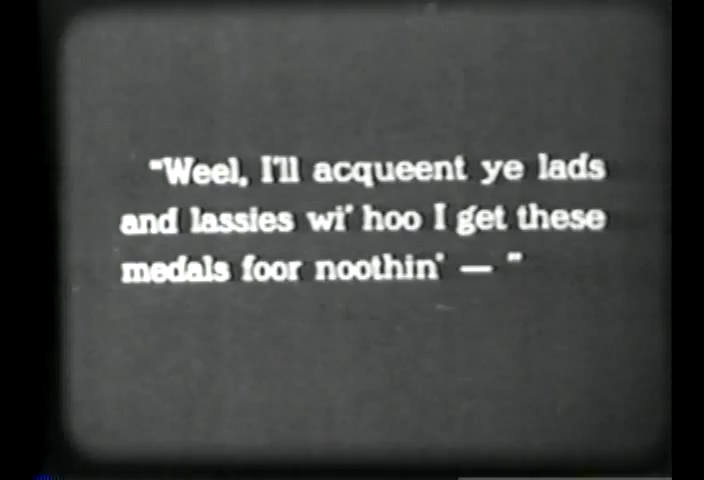 "Weel, I'll acqueent ye lads
and lassies wi' hoo I get these
medals foor noothin' — "